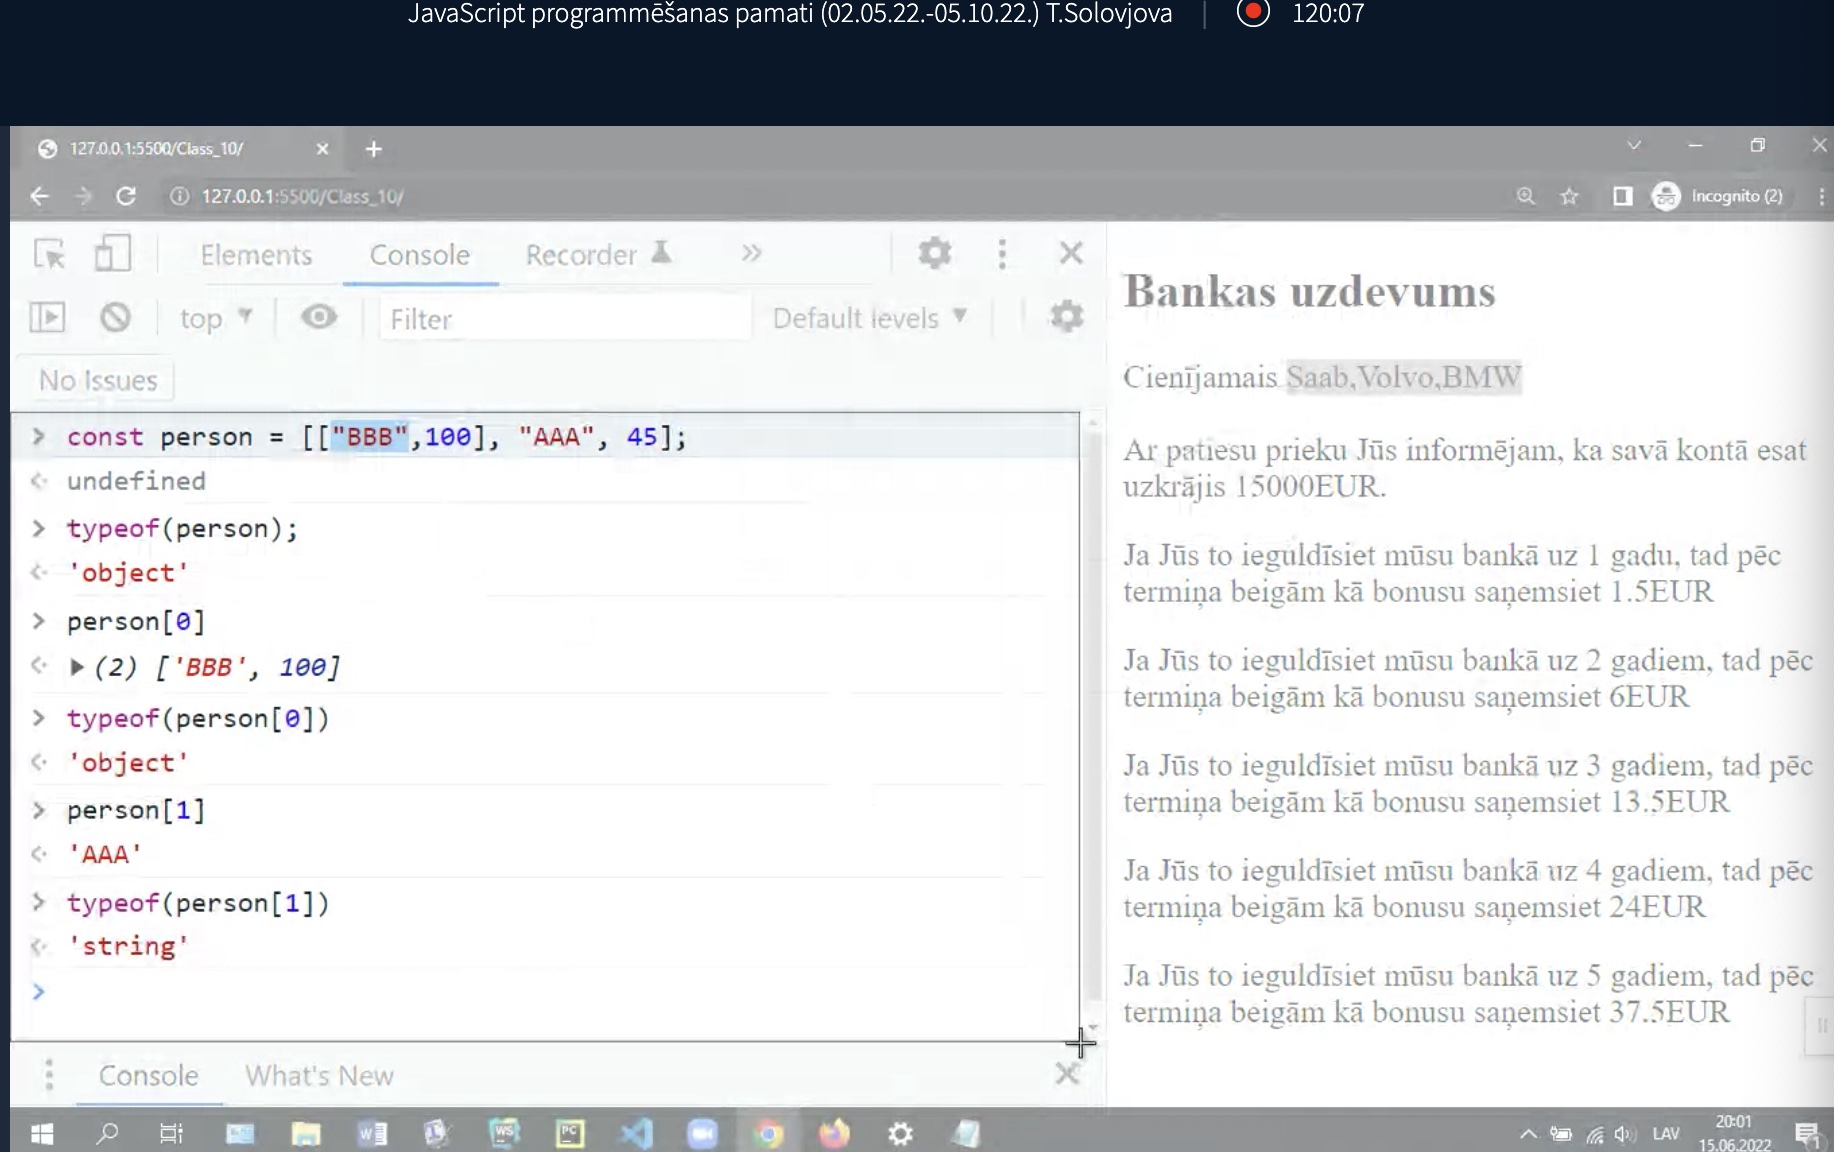 JavaScript programmēšanas pamati (02.05.22.-05.10.22.) T.Solovjova | 120:07
127.0.0.1:5500/Class_10/
127.0.0.1:5500/Class_10/
Incognito (2)
Elements Console Recorder
top Filter Default levels
No Issues
> const person = [["BBB",100], "AAA", 45];
undefined
> typeof(person);
'object'
> person[0]
(2) ['BBB', 100]
> typeof(person[0])
'object'
> person[1]
'AAA'
> typeof(person[1])
'string'
>
Console What's New
Bankas uzdevums
Cienījamais Saab,Volvo,BMW
Ar patiesu prieku Jūs informējam, ka savā kontā esat
uzkrājis 15000EUR.
Ja Jūs to ieguldīsiet mūsu bankā uz 1 gadu, tad pēc
termiņa beigām kā bonusu saņemsiet 1.5EUR
Ja Jūs to ieguldīsiet mūsu bankā uz 2 gadiem, tad pēc
termiņa beigām kā bonusu saņemsiet 6EUR
Ja Jūs to ieguldīsiet mūsu bankā uz 3 gadiem, tad pēc
termiņa beigām kā bonusu saņemsiet 13.5EUR
Ja Jūs to ieguldīsiet mūsu bankā uz 4 gadiem, tad pēc
termiņa beigām kā bonusu saņemsiet 24EUR
Ja Jūs to ieguldīsiet mūsu bankā uz 5 gadiem, tad pēc
termiņa beigām kā bonusu saņemsiet 37.5EUR
W WS PC
LAV
20:01
15.06.2022
1